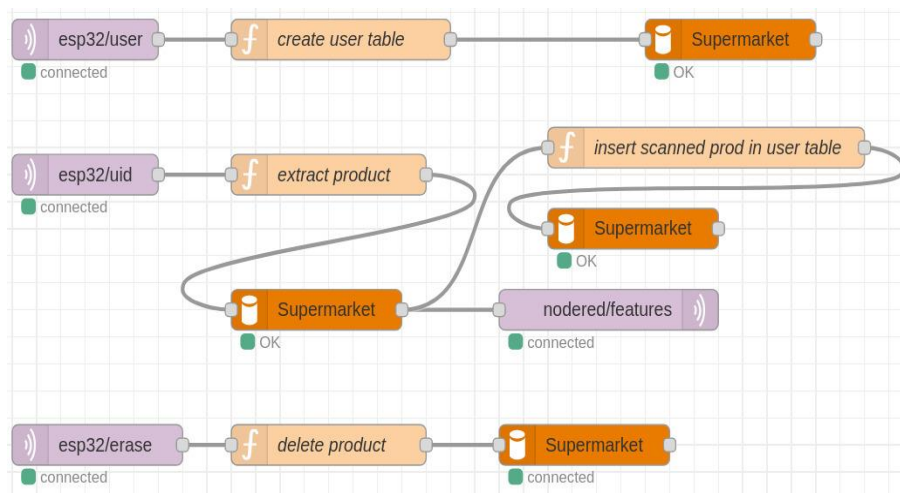 esp32/user
create user table
Supermarket
connected
OK
insert scanned prod in user table
esp32/uid
extract product
connected
Supermarket
OK
Supermarket
nodered/features
OK
connected
esp32/erase
delete product
Supermarket
connected
connected